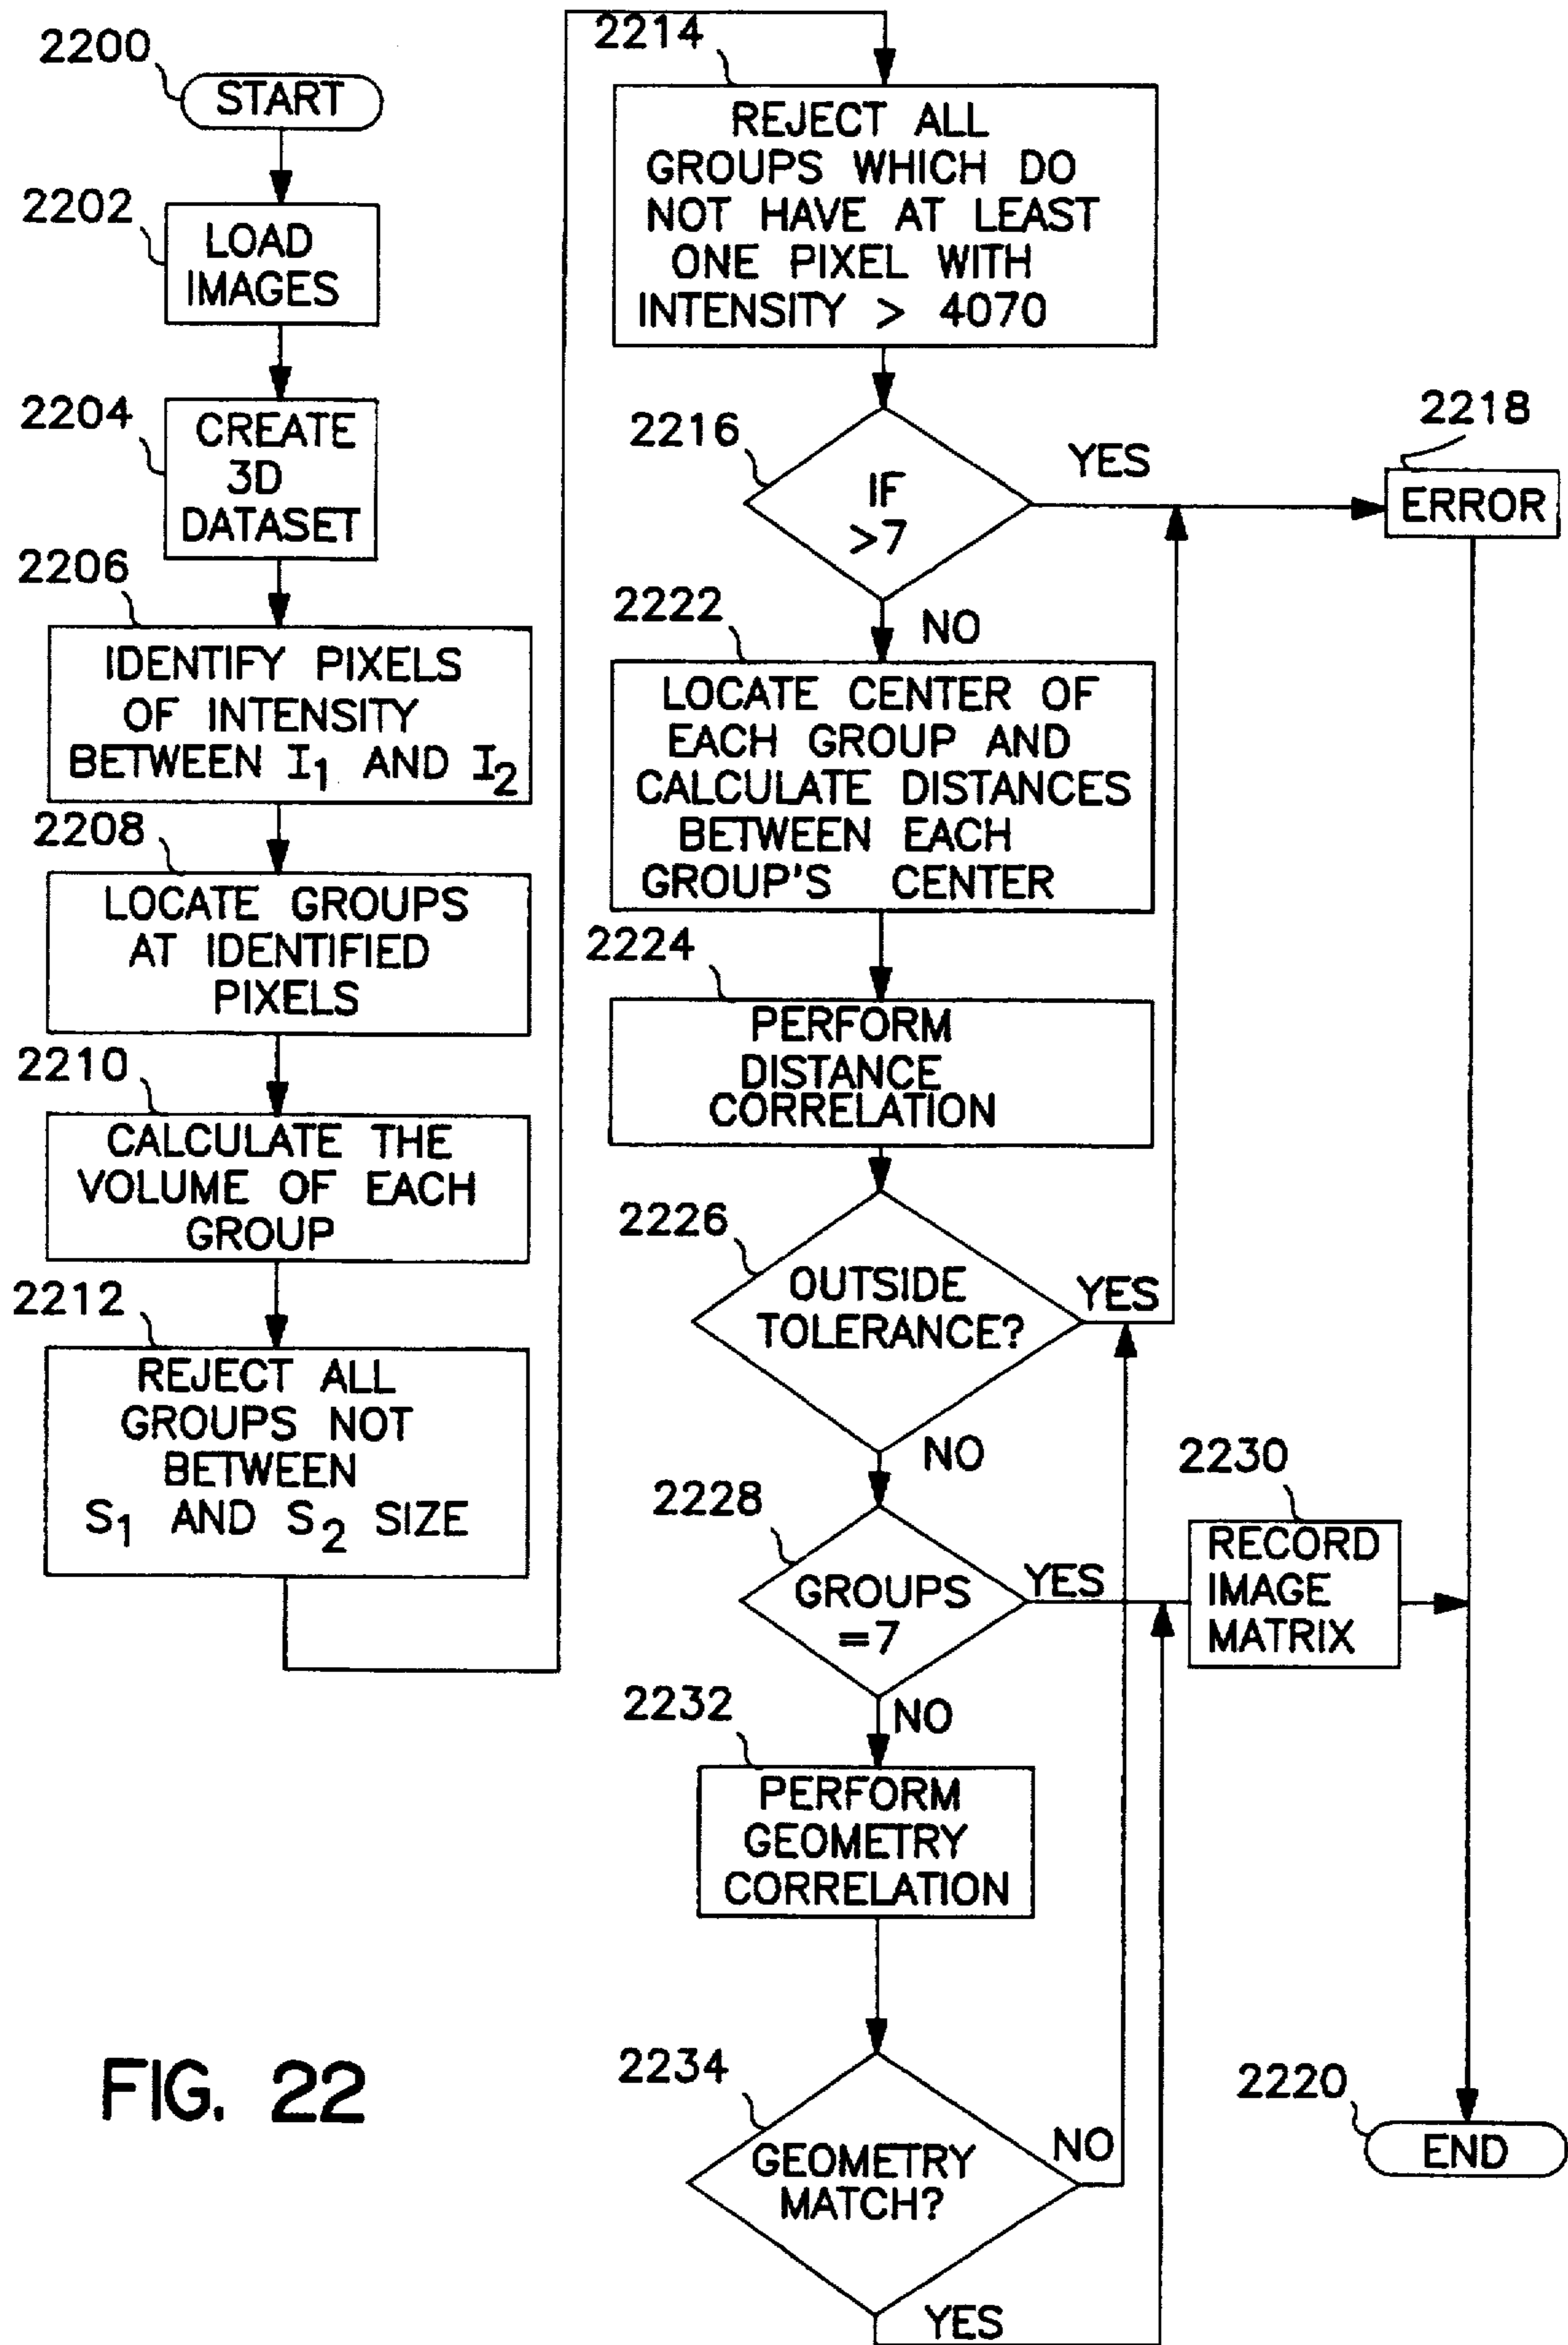 2200
START
2202
LOAD
IMAGES
2204
CREATE
3D
DATASET
2206
IDENTIFY PIXELS
OF INTENSITY
BETWEEN I1 AND I2
2208
LOCATE GROUPS
AT IDENTIFIED
PIXELS
2210
CALCULATE THE
VOLUME OF EACH
GROUP
2212
REJECT ALL
GROUPS NOT
BETWEEN
S1 AND S2 SIZE
2214
REJECT ALL
GROUPS WHICH DO
NOT HAVE AT LEAST
ONE PIXEL WITH
INTENSITY > 4070
2216
IF
>7
YES
2218
ERROR
NO
2222
LOCATE CENTER OF
EACH GROUP AND
CALCULATE DISTANCES
BETWEEN EACH
GROUP'S CENTER
2224
PERFORM
DISTANCE
CORRELATION
2226
OUTSIDE
TOLERANCE?
YES
NO
2228
GROUPS
=7
YES
2230
RECORD
IMAGE
MATRIX
NO
2232
PERFORM
GEOMETRY
CORRELATION
2234
GEOMETRY
MATCH?
NO
YES
2220
END
FIG. 22